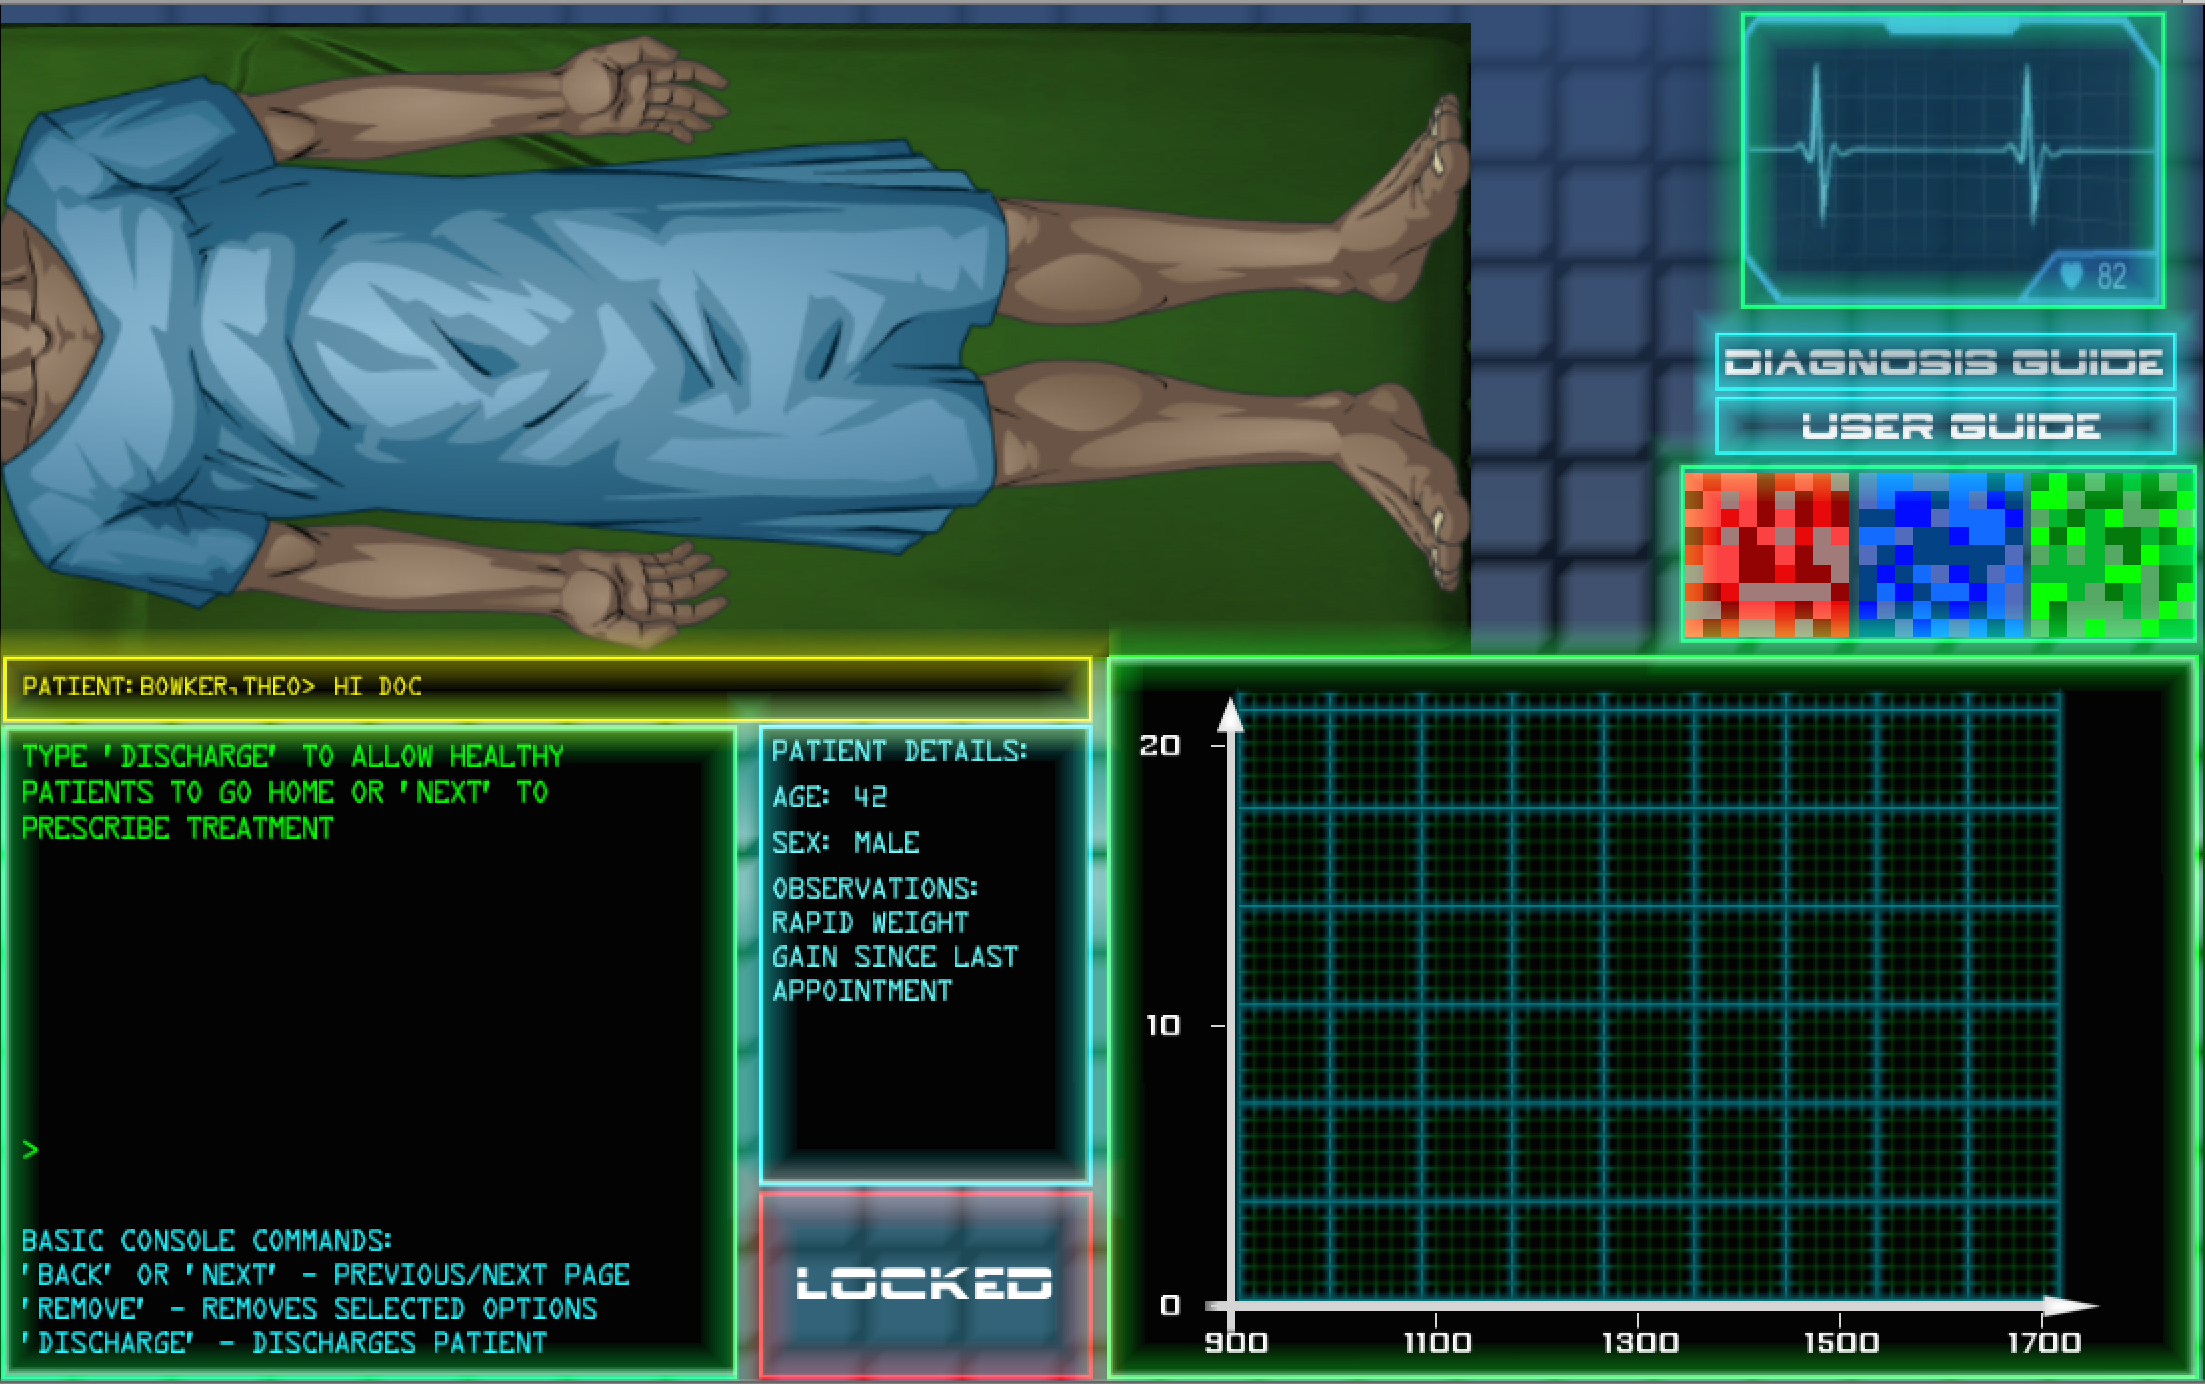 82
DIAGNOSIS GUIDE
USER GUIDE
PATIENT:BOWKER,THEO> HI DOC
TYPE 'DISCHARGE' TO ALLOW HEALTHY
PATIENTS TO GO HOME OR 'NEXT' TO
PRESCRIBE TREATMENT
>
BASIC CONSOLE COMMANDS:
'BACK' OR 'NEXT' - PREVIOUS/NEXT PAGE
'REMOVE' - REMOVES SELECTED OPTIONS
'DISCHARGE' - DISCHARGES PATIENT
PATIENT DETAILS:
AGE: 42
SEX: MALE
OBSERVATIONS:
RAPID WEIGHT
GAIN SINCE LAST
APPOINTMENT
LOCKED
20
10
0
900 1100 1300 1500 1700